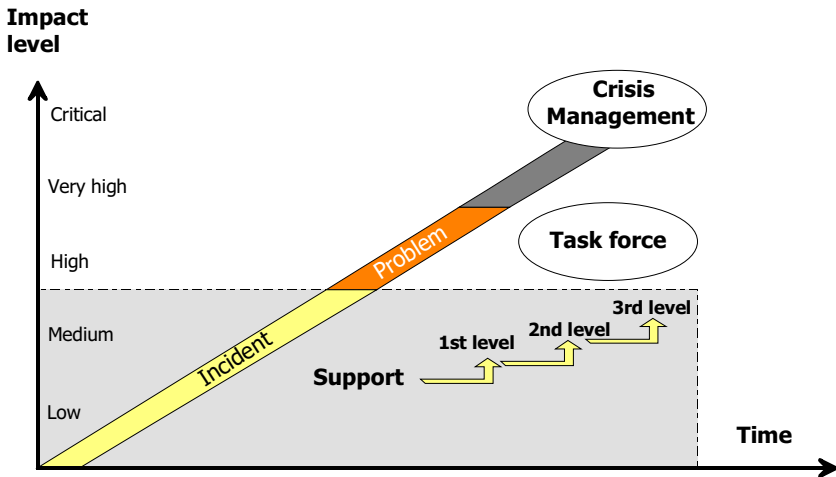 Impact
level
Crisis
Management
Critical
Very high
Task force
Problem
High
3rd level
2nd level
1st level
Medium
Incident
Support
Low
Time